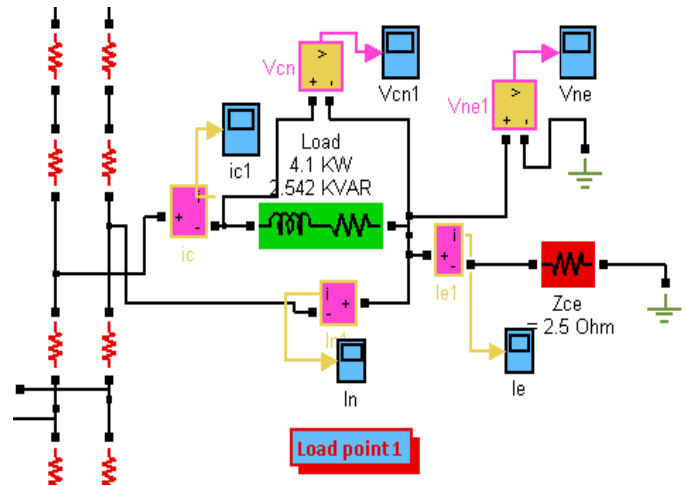 Vcn
>
+ -
Vcn1
Vne1
>
+ -
Vne
ic1
Load
4.1 KW
2.542 KVAR
i
+
-
ic
i
+
-
Ie1
i
+
-
In1
In
Zce
= 2.5 Ohm
Ie
Load point 1